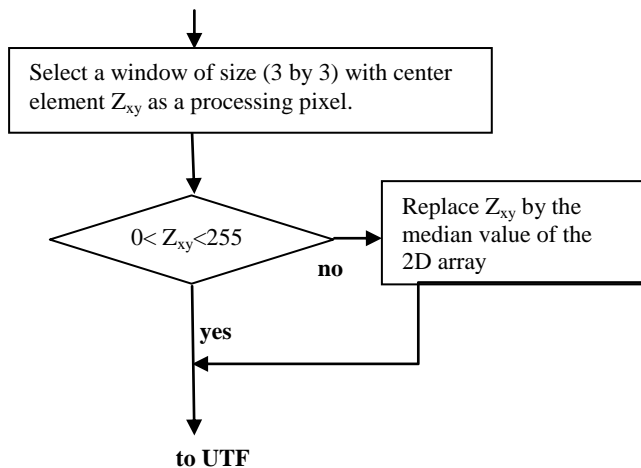 Select a window of size (3 by 3) with center
element Zxy as a processing pixel.
0< Zxy<255
no
Replace Zxy by the
median value of the
2D array
yes
to UTF